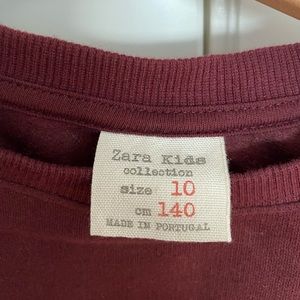 Zara Kids
collection
size 10
cm 140
MADE IN PORTUGAL